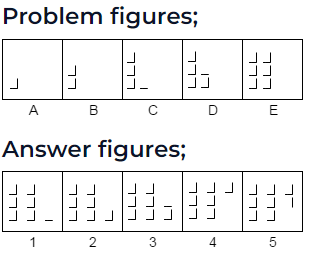 Problem figures;
A B C D E
Answer figures;
1 2 3 4 5